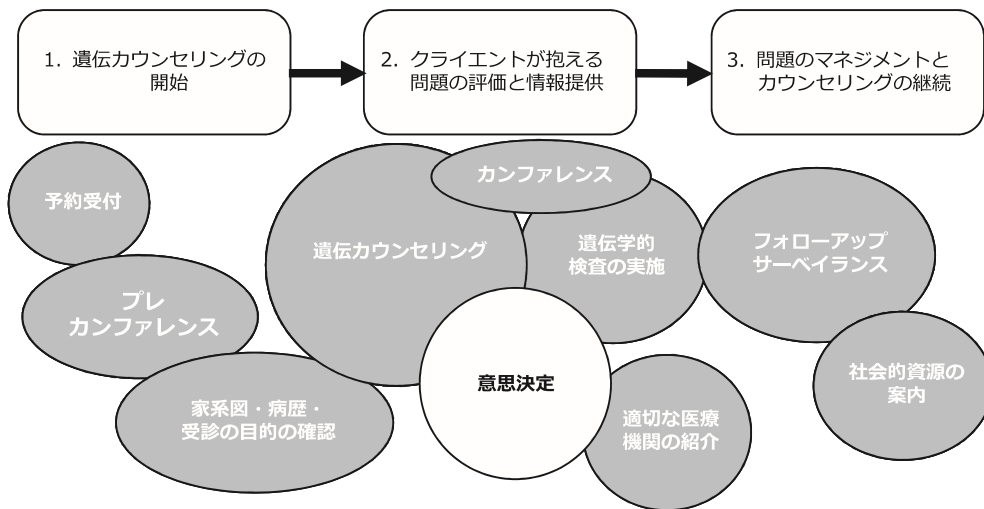 1. 遺伝カウンセリングの
開始
2. クライエントが抱える
問題の評価と情報提供
3. 問題のマネジメントと
カウンセリングの継続
予約受付
プレ
カンファレンス
家系図・病歴・
受診の目的の確認
遺伝カウンセリング
カンファレンス
遺伝学的
検査の実施
意思決定
適切な医療
機関の紹介
フォローアップ
サーベイランス
社会的資源の
案内